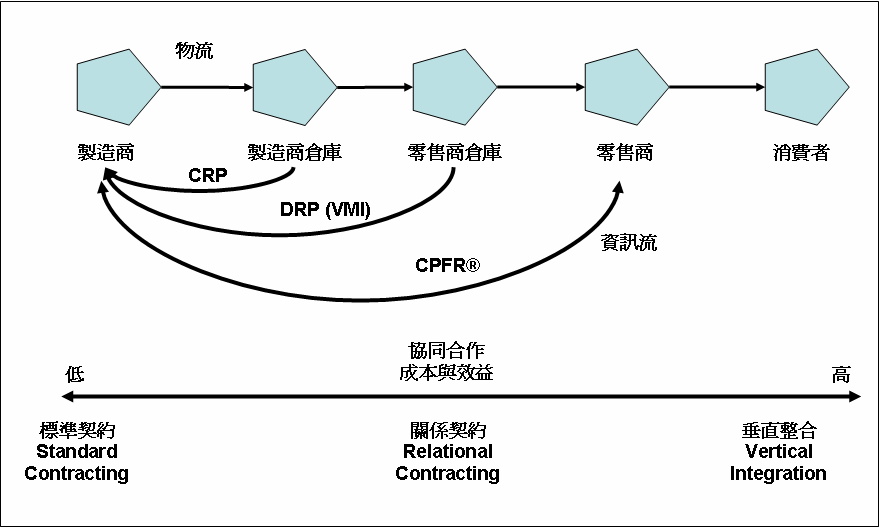 物流
製造商
製造商倉庫
零售商倉庫
零售商
消費者
CRP
DRP (VMI)
資訊流
CPFR®
協同合作
成本與效益
低
高
標準契約
Standard
Contracting
關係契約
Relational
Contracting
垂直整合
Vertical
Integration